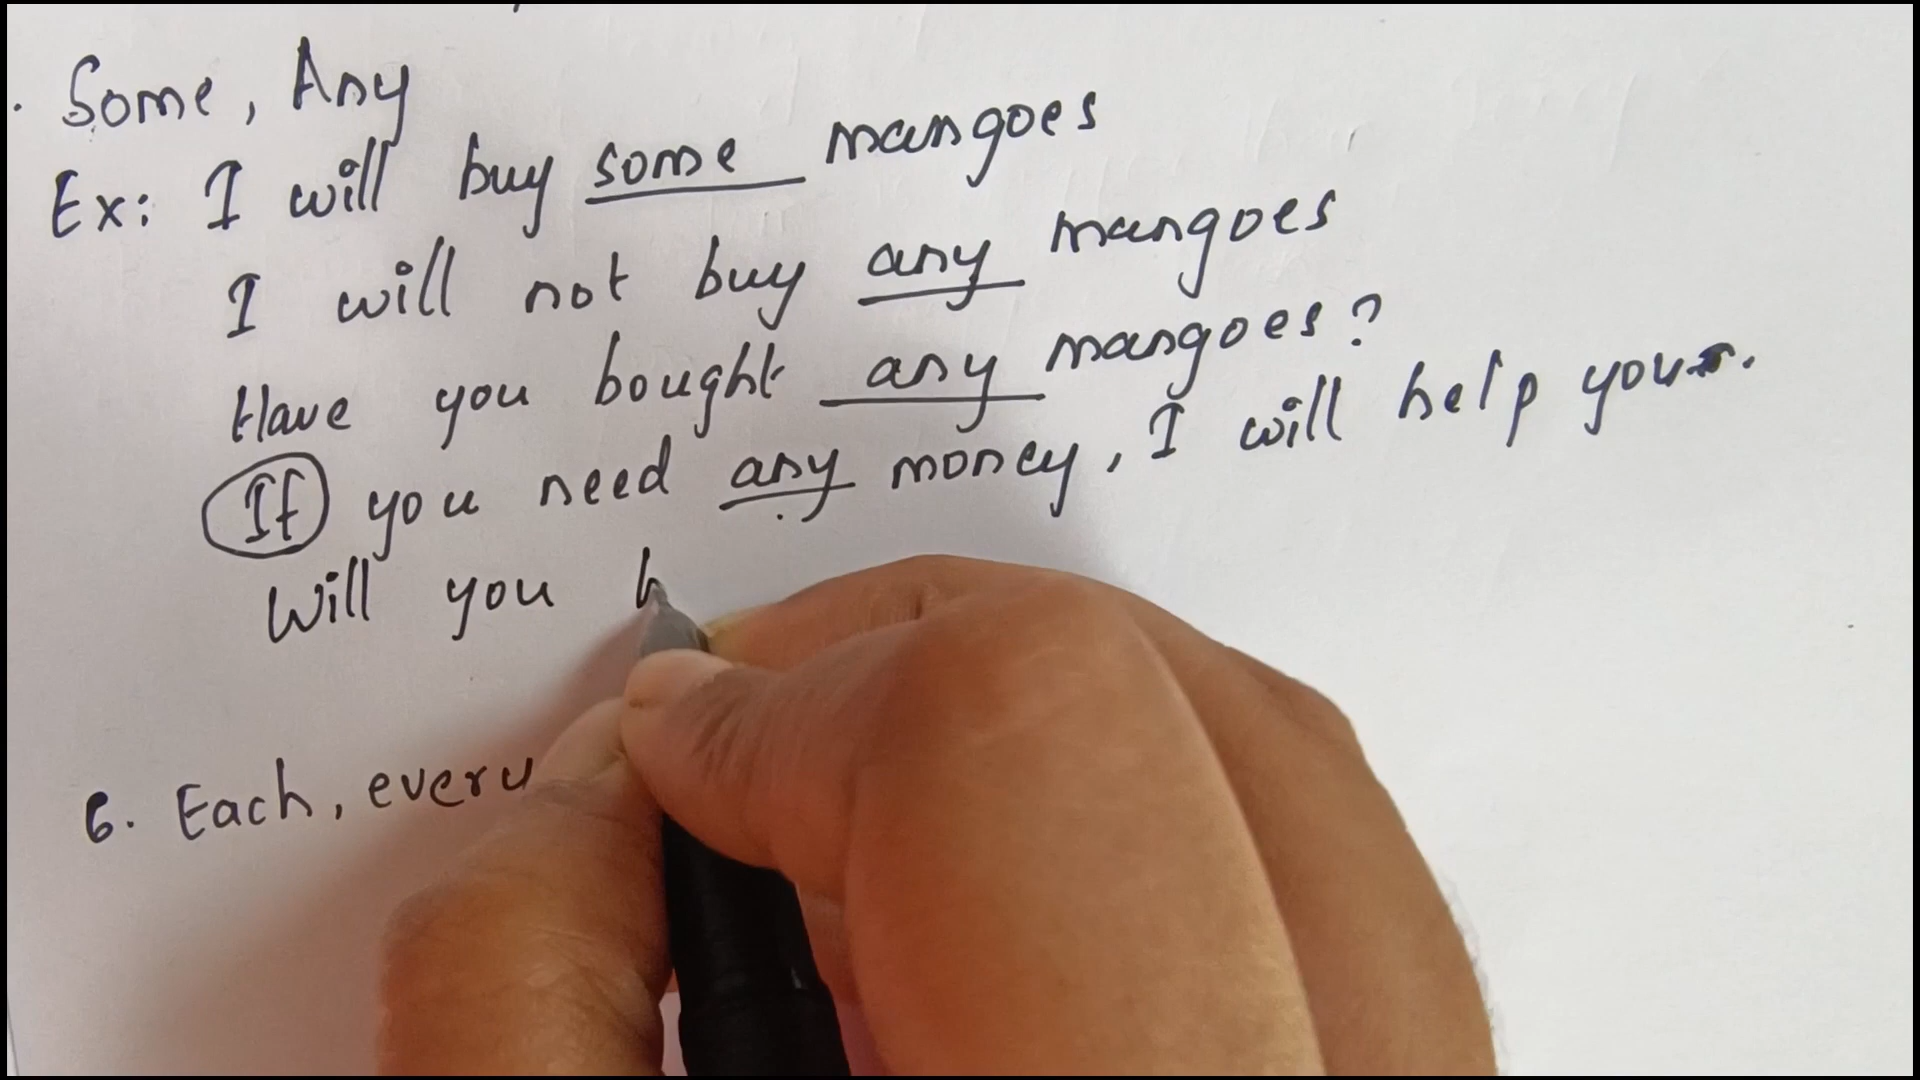 Some, Any
Ex: I will buy some mangoes
I will not buy any mangoes
Have you bought any mangoes?
If you need any money, I will help you.
Will you
6. Each, every